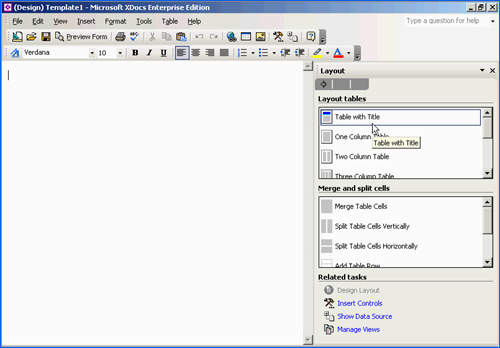 (Design) Template1 - Microsoft XDocs Enterprise Edition
File Edit View Insert Format Tools Table Help Type a question for help
Preview Form
Verdana 10 B I U
Layout
Layout tables
Table with Title
One Column Table
Table with Title
Two Column Table
Three Column Table
Merge and split cells
Merge Table Cells
Split Table Cells Vertically
Split Table Cells Horizontally
Add Table Row
Related tasks
Design Layout
Insert Controls
Show Data Source
Manage Views